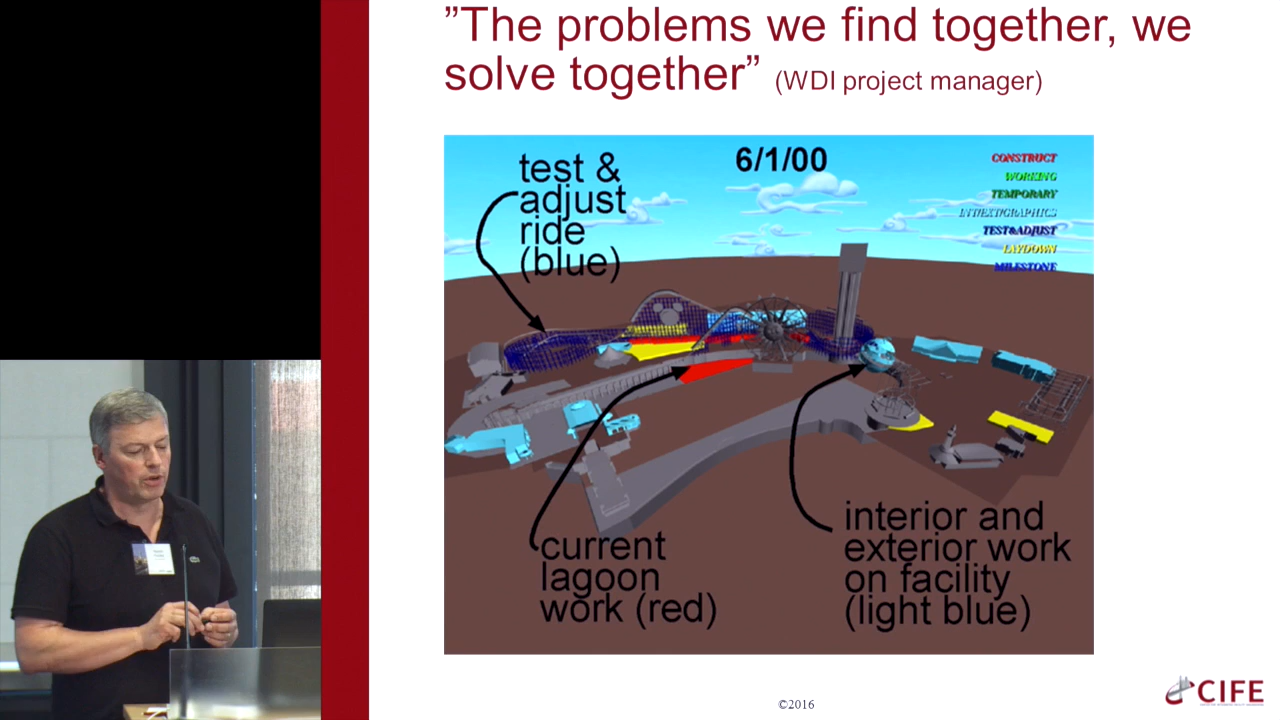 ”The problems we find together, we
solve together” (WDI project manager)
test &
adjust
ride
(blue)
6/1/00
CONSTRUCT
WORKING
TEMPORARY
INT/EXT/GRAPHICS
TEST&ADJUST
LAYDOWN
MILESTONE
current
lagoon
work (red)
interior and
exterior work
on facility
(light blue)
©2016
CIFE